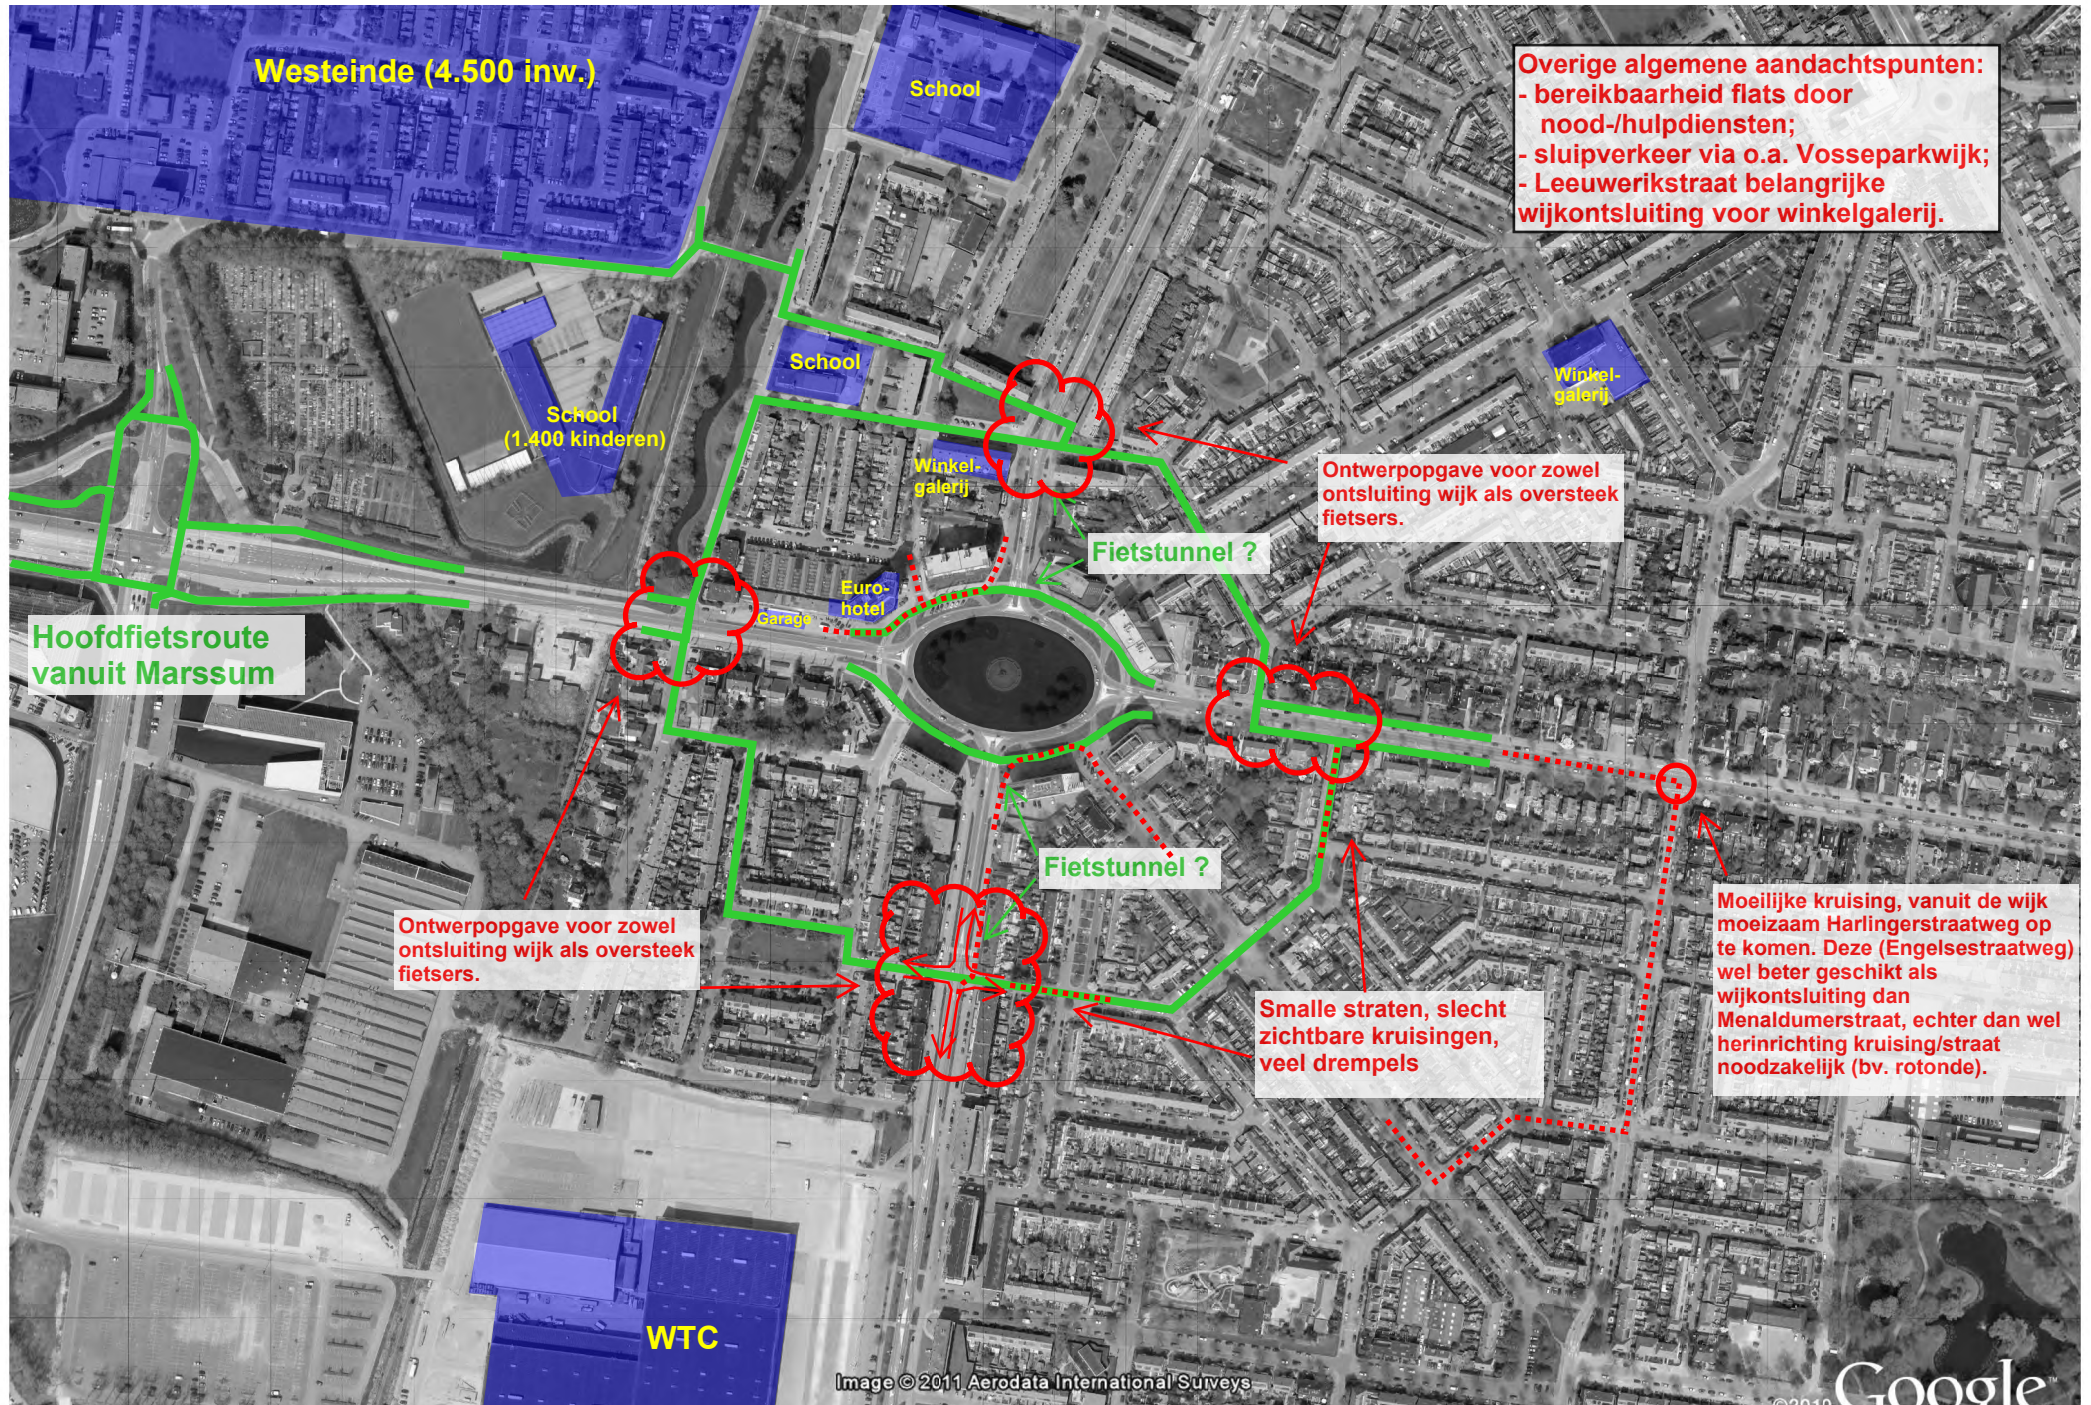 Westeinde (4.500 inw.)
School
Overige algemene aandachtspunten:
- bereikbaarheid flats door
nood-/hulpdiensten;
- sluipverkeer via o.a. Vosseparkwijk;
- Leeuwerikstraat belangrijke
wijkontsluiting voor winkelgalerij.
School
Winkel-
galerij
School
(1.400 kinderen)
Winkel-
galerij
Ontwerpopgave voor zowel
ontsluiting wijk als oversteek
fietsers.
Fietstunnel ?
Euro-
hotel
Garage
Hoofdfietsroute
vanuit Marssum
Fietstunnel ?
Ontwerpopgave voor zowel
ontsluiting wijk als oversteek
fietsers.
Moeilijke kruising, vanuit de wijk
moeizaam Harlingerstraatweg op
te komen. Deze (Engelsestraatweg)
wel beter geschikt als
wijkontsluiting dan
Menaldumerstraat, echter dan wel
herinrichting kruising/straat
noodzakelijk (bv. rotonde).
Smalle straten, slecht
zichtbare kruisingen,
veel drempels
WTC
Image © 2011 Aerodata International Surveys
©2010 Google™